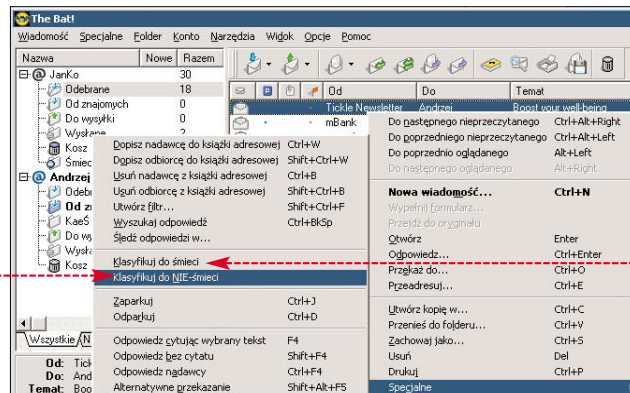 The Bat!
Wiadomość Specjalne Folder Konto Narzędzia Widok Opcje Pomoc
Nazwa Nowe Razem
JanKo 30
Odebrane 18
Od znajomych 0
Do wysyłki 0
Wysłane 2
Kosz
Śmiec
Andrzej
Odebr
Od z
KaeŚ
Do wy
Wysła
Kosz
Wszystkie N
Od: Tick
Do: And
Temat: Boo
Od Do Temat
Tickle Newsletter Andrzej Boost your well-being
mBank
Dopisz nadawcę do książki adresowej Ctrl+W
Dopisz odbiorcę do książki adresowej Shift+Ctrl+W
Usuń nadawcę z książki adresowej Ctrl+B
Usuń odbiorcę z książki adresowej Shift+Ctrl+B
Utwórz filtr... Shift+Ctrl+F
Wyszukaj odpowiedź Ctrl+BkSp
Śledź odpowiedzi w...
Klasyfikuj do śmieci
Klasyfikuj do NIE-śmieci
Zaparkuj Ctrl+J
Odparkuj Ctrl+D
Odpowiedz cytując wybrany tekst F4
Odpowiedz bez cytatu Shift+F4
Odpowiedz nadawcy Ctrl+F4
Alternatywne przekazanie Shift+Alt+F5
Do następnego nieprzeczytanego Ctrl+Alt+Right
Do poprzedniego nieprzeczytanego Ctrl+Alt+Left
Do poprzednio oglądanego Alt+Left
Do następnego oglądanego Alt+Right
Nowa wiadomość... Ctrl+N
Wypełnij formularz...
Przejdź do oryginału
Otwórz Enter
Odpowiedz... Ctrl+Enter
Przekaż do... Ctrl+O
Przeadresuj... Ctrl+E
Utwórz kopię w... Ctrl+C
Przenieś do folderu... Ctrl+V
Zachowaj jako... Ctrl+S
Usuń Del
Drukuj Ctrl+P
Specjalne